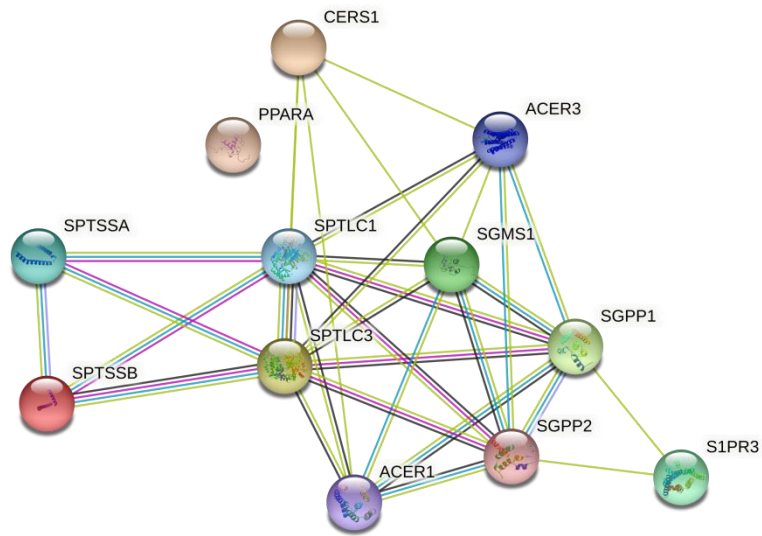 CERS1
PPARA
ACER3
SPTSSA
SPTLC1
SGMS1
SGPP1
SPTLC3
SPTSSB
SGPP2
S1PR3
ACER1